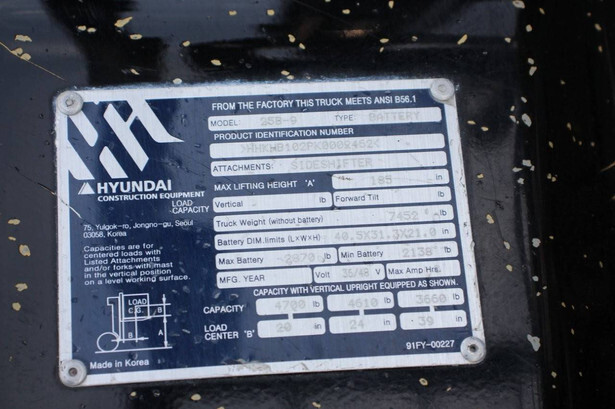 FROM THE FACTORY THIS TRUCK MEETS ANSI B56.1
MODEL 35B-9 TYPE BATTERY
PRODUCT IDENTIFICATION NUMBER
ATTACHMENTS SIDESHIFTER
MAX LIFTING HEIGHT 'A' 185 in
LOAD CAPACITY
Vertical lb Forward Tilt lb
Truck Weight (without battery) 7452 lb
Battery DIM.limits (L×W×H) 40.5X31.3X21.0 in
Max Battery 2670 lb Min Battery 2138
MFG. YEAR Volt 36/48 V Max Amp Hrs.
CAPACITY WITH VERTICAL UPRIGHT EQUIPPED AS SHOWN.
CAPACITY 4700 lb 4610 lb 3660 lb
LOAD CENTER 'B' 20 in 24 in 39 in
91FY-00227
HYUNDAI
CONSTRUCTION EQUIPMENT
75, Yulgok-ro, Jongno-gu, Seoul
03058, Korea
Capacities are for
centered loads with
Listed Attachments
and/or forks with mast
in the vertical position
on a level working surface.
LOAD
C.G.
B
A
B
Made in Korea